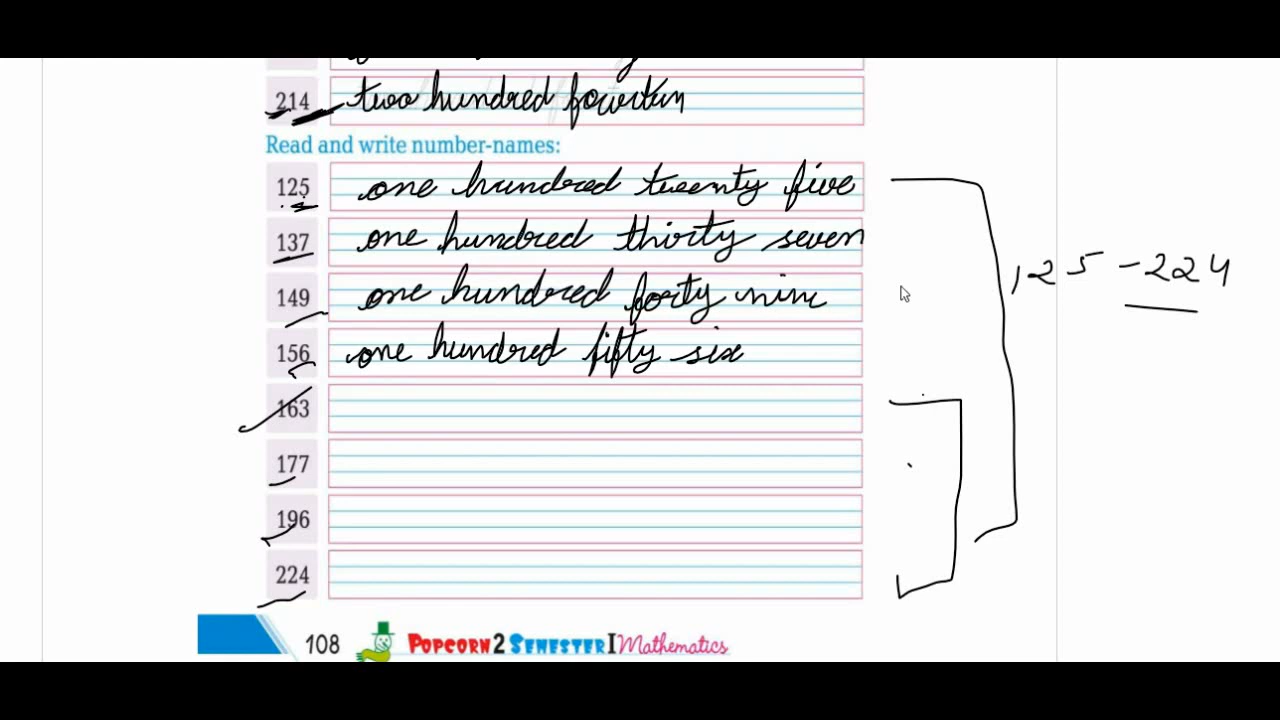 214 two hundred fourteen
Read and write number-names:
125 one hundred twenty five
137 one hundred thirty seven
149 one hundred forty nine
156 one hundred fifty six
163
177
196
224
125 - 224
108 POPCORN 2 SEMESTER I Mathematics